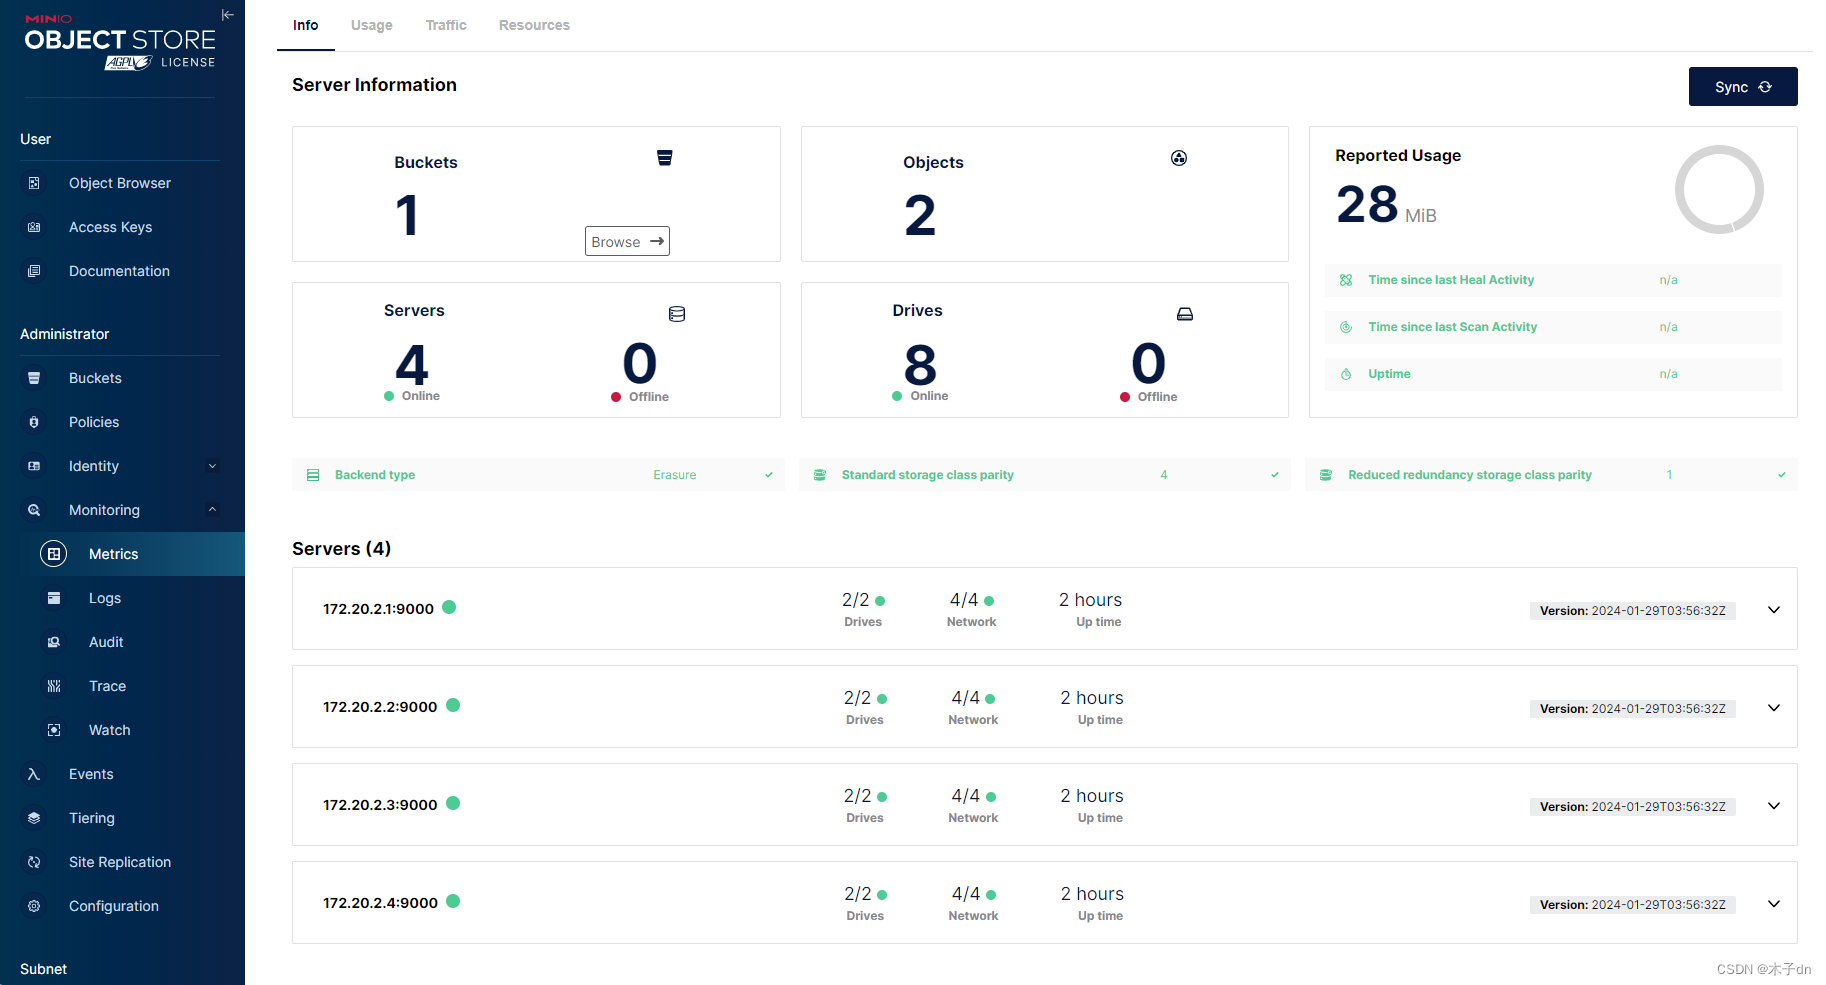 MINIO
OBJECT STORE
AGPLv3 LICENSE
User
Object Browser
Access Keys
Documentation
Administrator
Buckets
Policies
Identity
Monitoring
Metrics
Logs
Audit
Trace
Watch
Events
Tiering
Site Replication
Configuration
Subnet
Info Usage Traffic Resources
Server Information
Sync
Buckets
1
Browse
Objects
2
Servers
4 0
Online Offline
Drives
8 0
Online Offline
Reported Usage
28 MiB
Time since last Heal Activity n/a
Time since last Scan Activity n/a
Uptime n/a
Backend type Erasure
Standard storage class parity 4
Reduced redundancy storage class parity 1
Servers (4)
172.20.2.1:9000
2/2 4/4 2 hours
Drives Network Up time
Version: 2024-01-29T03:56:32Z
172.20.2.2:9000
2/2 4/4 2 hours
Drives Network Up time
Version: 2024-01-29T03:56:32Z
172.20.2.3:9000
2/2 4/4 2 hours
Drives Network Up time
Version: 2024-01-29T03:56:32Z
172.20.2.4:9000
2/2 4/4 2 hours
Drives Network Up time
Version: 2024-01-29T03:56:32Z
CSDN @木子dn